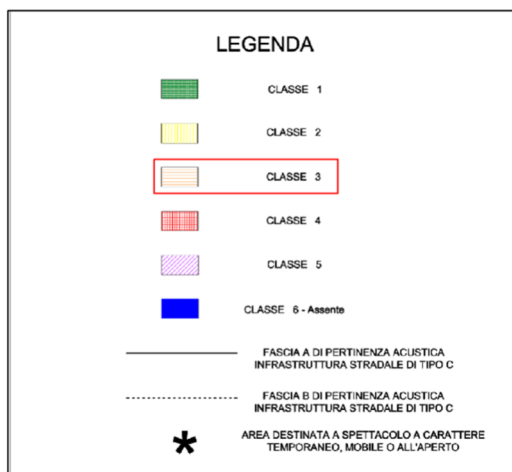 LEGENDA
CLASSE 1
CLASSE 2
CLASSE 3
CLASSE 4
CLASSE 5
CLASSE 6 - Assente
FASCIA A DI PERTINENZA ACUSTICA
INFRASTRUTTURA STRADALE DI TIPO C
FASCIA B DI PERTINENZA ACUSTICA
INFRASTRUTTURA STRADALE DI TIPO C
AREA DESTINATA A SPETTACOLO A CARATTERE
TEMPORANEO, MOBILE O ALL'APERTO